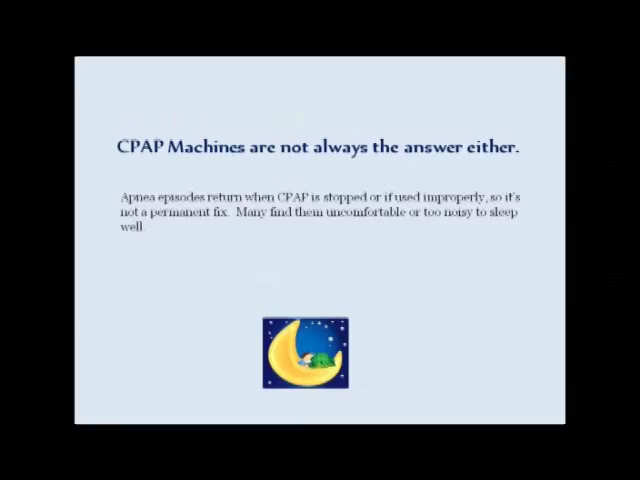 CPAP Machines are not always the answer either.
Apnea episodes return when CPAP is stopped or if used improperly, so it's
not a permanent fix. Many find them uncomfortable or too noisy to sleep
well.